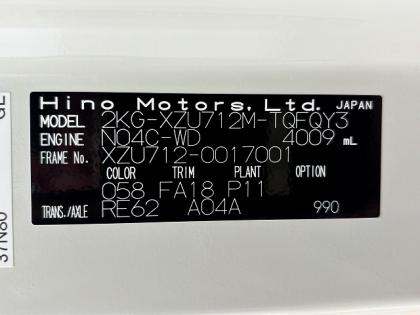 Hino Motors, Ltd. JAPAN
MODEL 2KG-XZU712M-TQFQY3
ENGINE N04C-WD 4009 mL
FRAME No. XZU712-0017001
COLOR TRIM PLANT OPTION
058 FA18 P11
TRANS./AXLE RE62 A04A 990
37N80